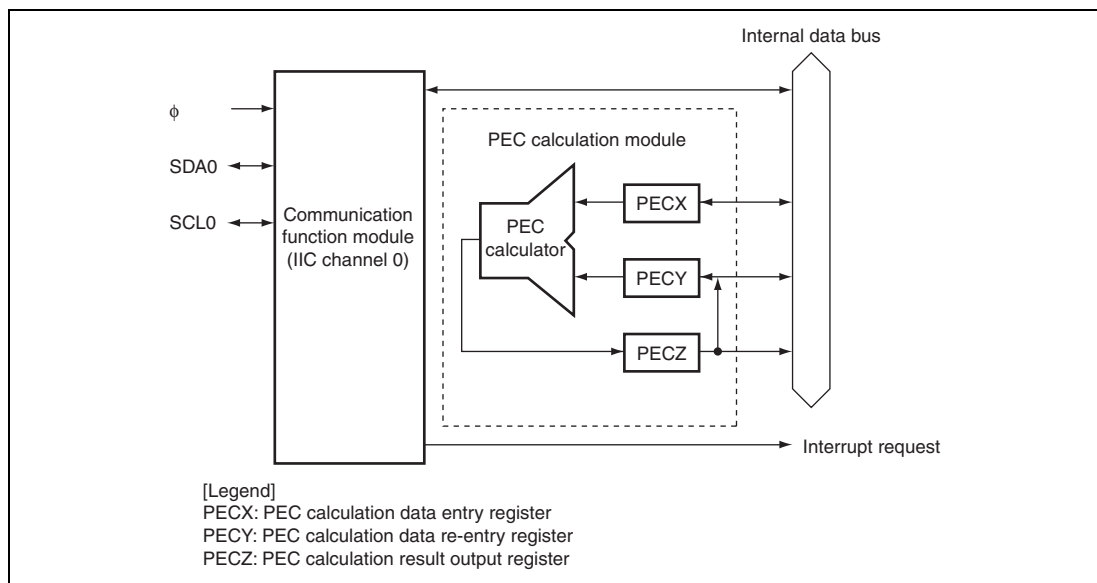 Internal data bus
ϕ
SDA0
SCL0
Communication
function module
(IIC channel 0)
PEC calculation module
PEC
calculator
PECX
PECY
PECZ
Interrupt request
[Legend]
PECX: PEC calculation data entry register
PECY: PEC calculation data re-entry register
PECZ: PEC calculation result output register